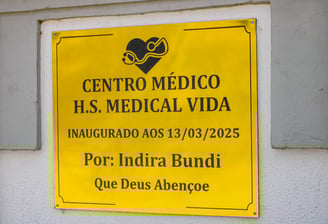 CENTRO MÉDICO
H.S. MEDICAL VIDA
INAUGURADO AOS 13/03/2025
Por: Indira Bundi
Que Deus Abençoe